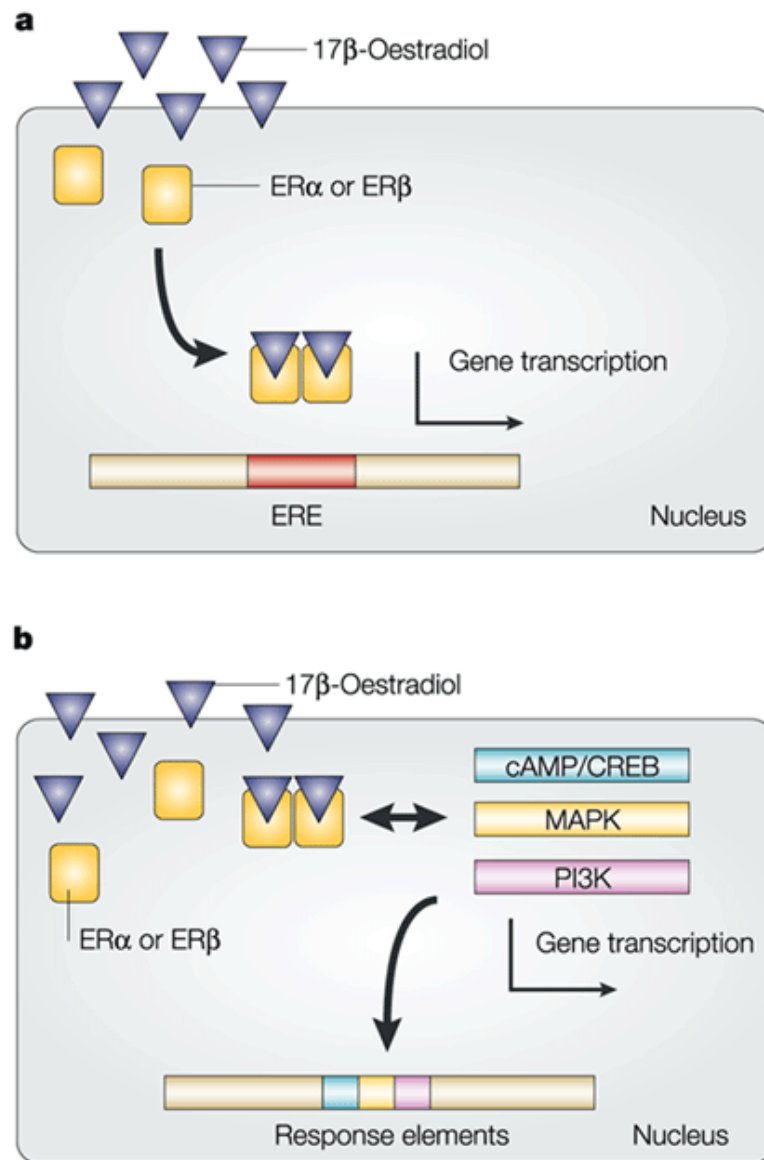 a
17β-Oestradiol
ERα or ERβ
Gene transcription
ERE
Nucleus
b
17β-Oestradiol
cAMP/CREB
MAPK
PI3K
ERα or ERβ
Gene transcription
Response elements
Nucleus